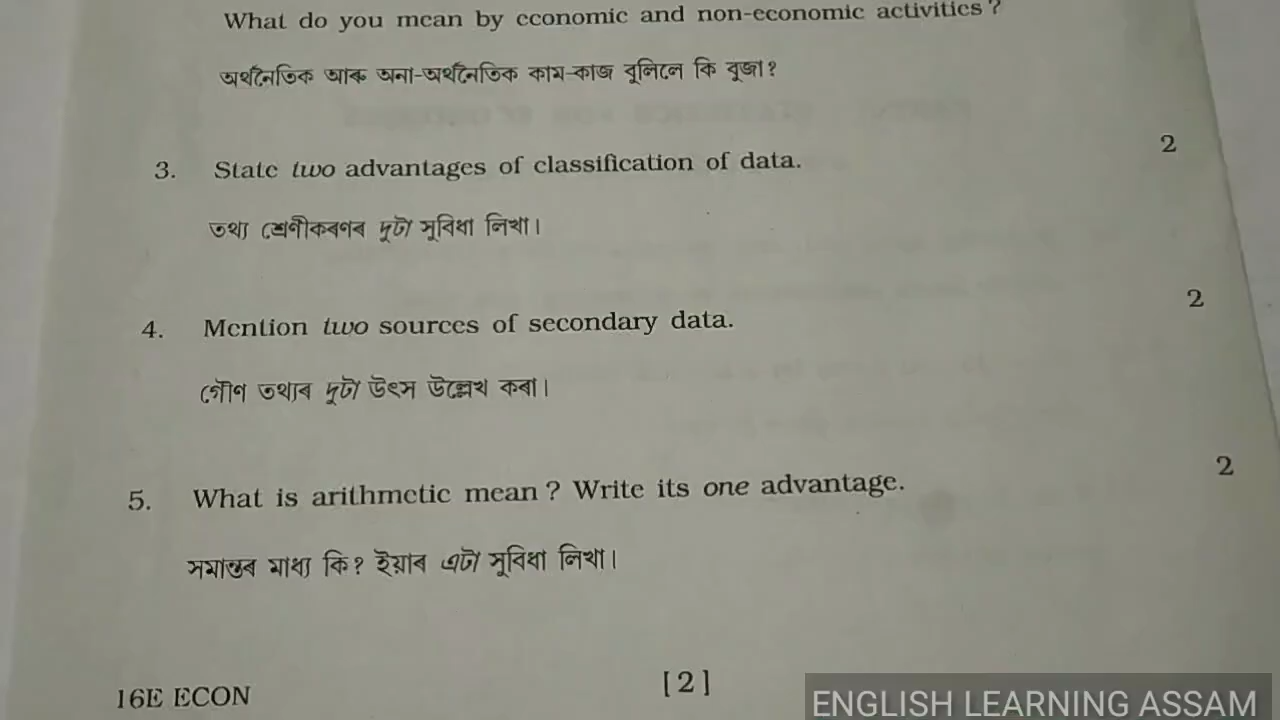 What do you mean by economic and non-economic activities?
অৰ্থনৈতিক আৰু অনা-অৰ্থনৈতিক কাম-কাজ বুলিলে কি বুজা?
3. State two advantages of classification of data. 2
তথ্য শ্ৰেণীকৰণৰ দুটা সুবিধা লিখা।
4. Mention two sources of secondary data. 2
গৌণ তথ্যৰ দুটা উৎস উল্লেখ কৰা।
5. What is arithmetic mean? Write its one advantage. 2
সমান্তৰ মাধ্য কি? ইয়াৰ এটা সুবিধা লিখা।
16E ECON [2]
ENGLISH LEARNING ASSAM